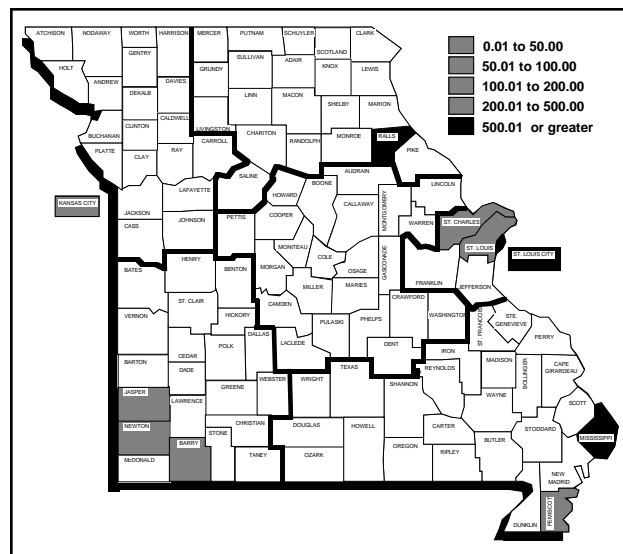 ATCHISON
NODAWAY
WORTH
HARRISON
MERCER
PUTNAM
SCHUYLER
SCOTLAND
CLARK
GENTRY
HOLT
ANDREW
DEKALB
DAVIES
GRUNDY
SULLIVAN
ADAIR
KNOX
LEWIS
LINN
MACON
SHELBY
MARION
BUCHANAN
CLINTON
CALDWELL
LIVINGSTON
CHARITON
RANDOLPH
MONROE
RALLS
PIKE
PLATTE
CLAY
RAY
CARROLL
SALINE
HOWARD
BOONE
AUDRAIN
LINCOLN
KANSAS CITY
JACKSON
LAFAYETTE
CASS
JOHNSON
PETTIS
COOPER
CALLAWAY
MONTGOMERY
WARREN
ST. CHARLES
ST. LOUIS
ST. LOUIS CITY
MONITEAU
COLE
OSAGE
GASCONADE
FRANKLIN
JEFFERSON
BATES
HENRY
BENTON
MORGAN
MILLER
MARIES
ST. CLAIR
CAMDEN
CRAWFORD
WASHINGTON
ST. FRANCOIS
STE.
GENEVIEVE
VERNON
HICKORY
PULASKI
PHELPS
PERRY
BARTON
CEDAR
POLK
DALLAS
LACLEDE
DENT
IRON
MADISON
BOLLINGER
CAPE
GIRARDEAU
DADE
JASPER
GREENE
WEBSTER
WRIGHT
TEXAS
SHANNON
REYNOLDS
WAYNE
SCOTT
LAWRENCE
NEWTON
CHRISTIAN
DOUGLAS
HOWELL
CARTER
BUTLER
STODDARD
MISSISSIPPI
BARRY
STONE
TANEY
OZARK
OREGON
RIPLEY
McDONALD
NEW
MADRID
DUNKLIN
PEMISCOT
0.01 to 50.00
50.01 to 100.00
100.01 to 200.00
200.01 to 500.00
500.01 or greater